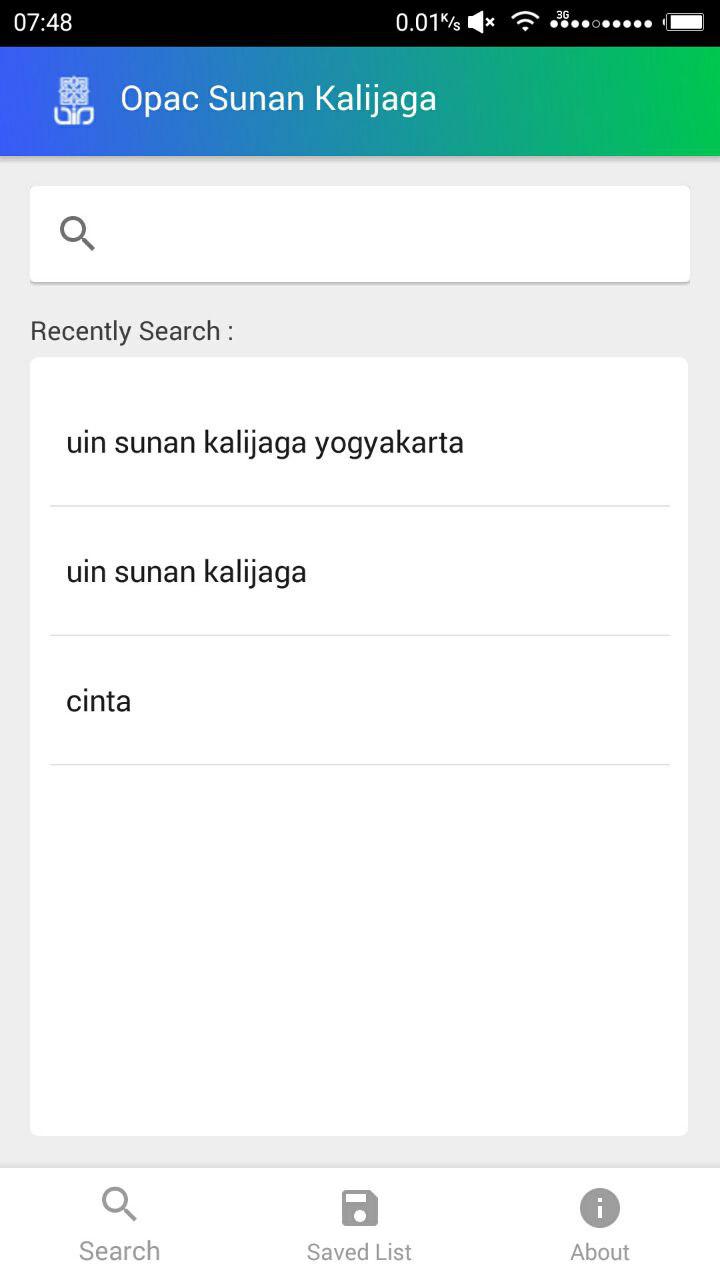 07:48
0.01K/s
3G
uin
Opac Sunan Kalijaga
Recently Search :
uin sunan kalijaga yogyakarta
uin sunan kalijaga
cinta
Search
Saved List
About